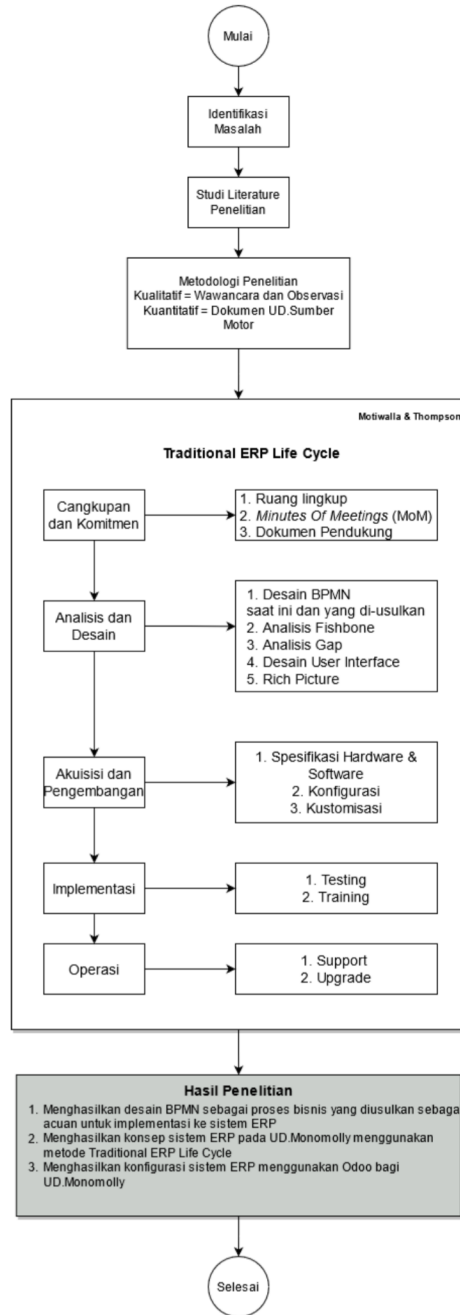 Mulai
Identifikasi
Masalah
Studi Literature
Penelitian
Metodologi Penelitian
Kualitatif = Wawancara dan Observasi
Kuantitatif = Dokumen UD.Sumber
Motor
Motiwalla & Thompson
Traditional ERP Life Cycle
Cangkupan
dan Komitmen
1. Ruang lingkup
2. Minutes Of Meetings (MoM)
3. Dokumen Pendukung
Analisis dan
Desain
1. Desain BPMN
saat ini dan yang di-usulkan
2. Analisis Fishbone
3. Analisis Gap
4. Desain User Interface
5. Rich Picture
Akuisisi dan
Pengembangan
1. Spesifikasi Hardware &
Software
2. Konfigurasi
3. Kustomisasi
Implementasi
1. Testing
2. Training
Operasi
1. Support
2. Upgrade
Hasil Penelitian
1. Menghasilkan desain BPMN sebagai proses bisnis yang diusulkan sebaga
acuan untuk implementasi ke sistem ERP
2. Menghasilkan konsep sistem ERP pada UD.Monomolly menggunakan
metode Traditional ERP Life Cycle
3. Menghasilkan konfigurasi sistem ERP menggunakan Odoo bagi
UD.Monomolly
Selesai